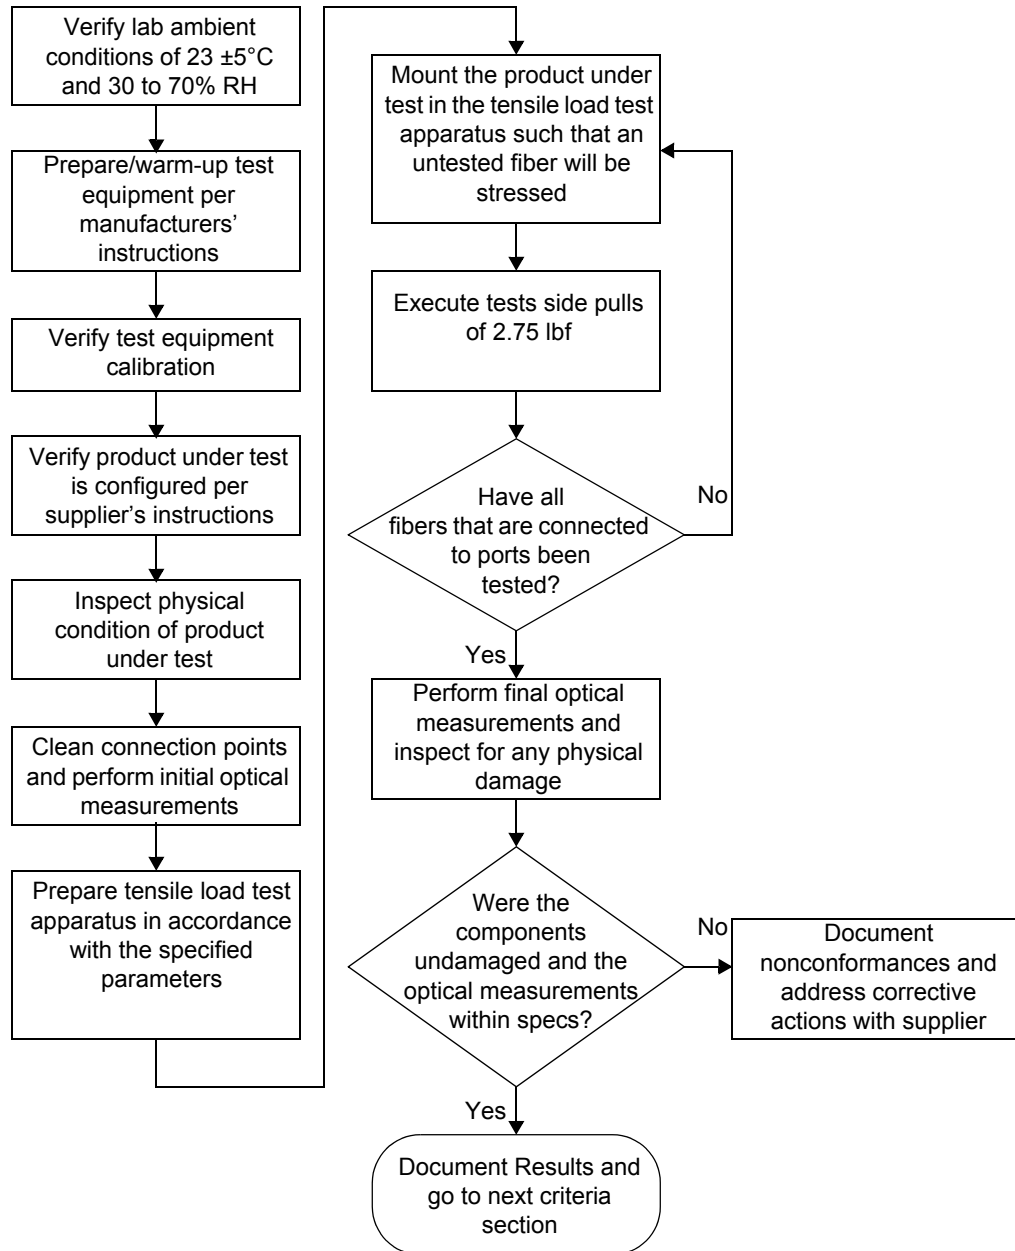 Verify lab ambient
conditions of 23 ±5°C
and 30 to 70% RH
Prepare/warm-up test
equipment per
manufacturers’
instructions
Verify test equipment
calibration
Verify product under test
is configured per
supplier’s instructions
Inspect physical
condition of product
under test
Clean connection points
and perform initial optical
measurements
Prepare tensile load test
apparatus in accordance
with the specified
parameters
Mount the product under
test in the tensile load test
apparatus such that an
untested fiber will be
stressed
Execute tests side pulls
of 2.75 lbf
Have all
fibers that are connected
to ports been
tested?
No
Yes
Perform final optical
measurements and
inspect for any physical
damage
Were the
components
undamaged and the
optical measurements
within specs?
No
Document
nonconformances and
address corrective
actions with supplier
Yes
Document Results and
go to next criteria
section